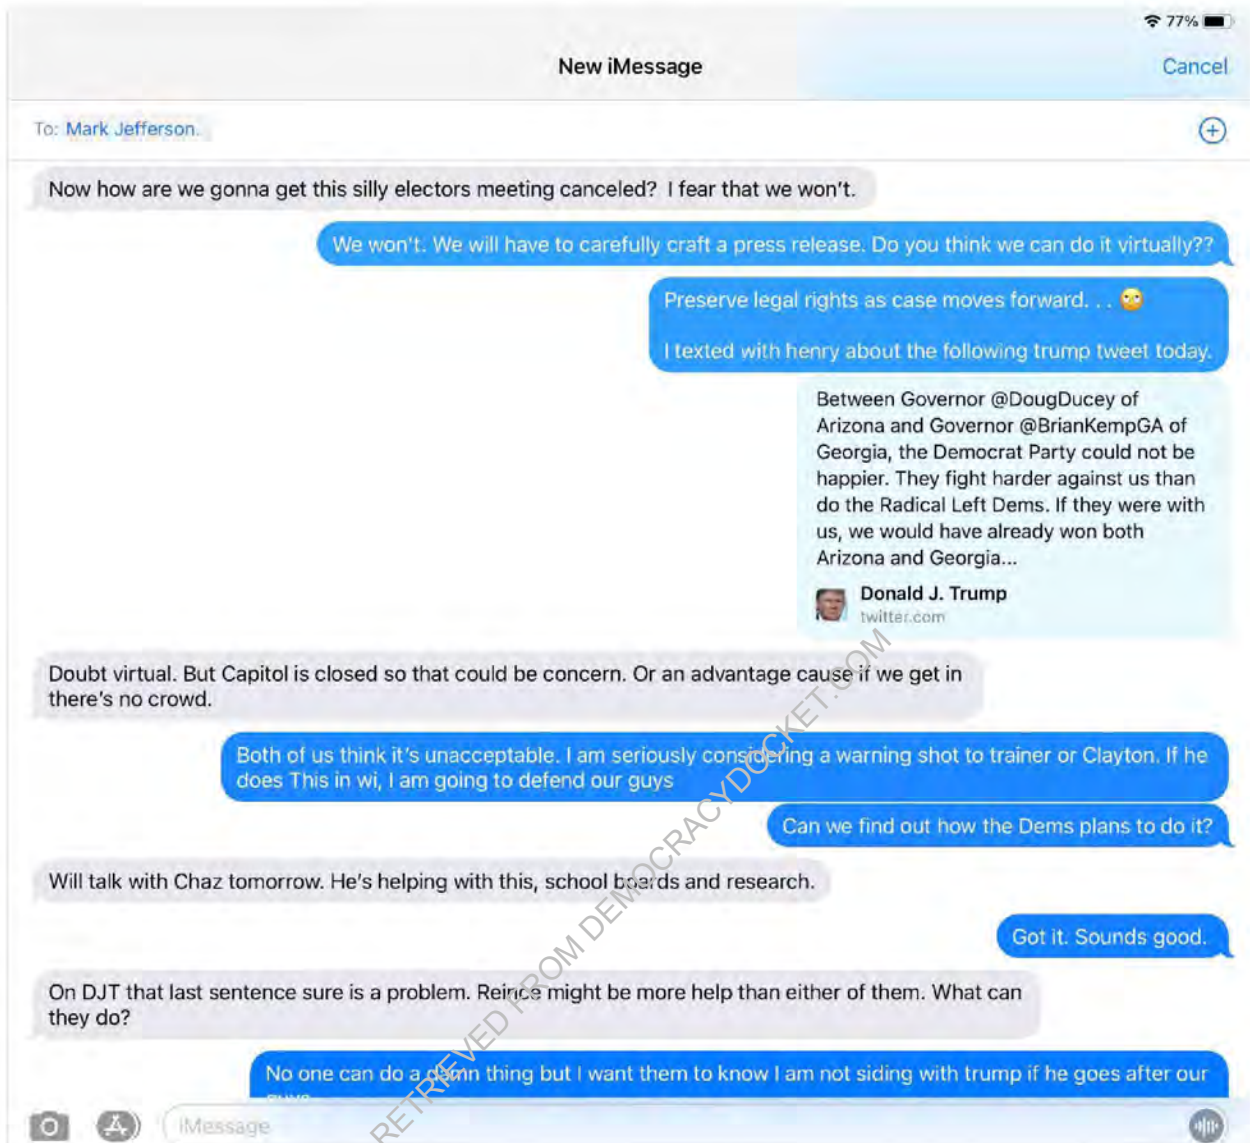 77%
New iMessage
Cancel
To: Mark Jefferson.
Now how are we gonna get this silly electors meeting canceled? I fear that we won't.
We won't. We will have to carefully craft a press release. Do you think we can do it virtually??
Preserve legal rights as case moves forward. . . 🙄
I texted with henry about the following trump tweet today.
Between Governor @DougDucey of
Arizona and Governor @BrianKempGA of
Georgia, the Democrat Party could not be
happier. They fight harder against us than
do the Radical Left Dems. If they were with
us, we would have already won both
Arizona and Georgia...
Donald J. Trump
twitter.com
Doubt virtual. But Capitol is closed so that could be concern. Or an advantage cause if we get in
there's no crowd.
Both of us think it's unacceptable. I am seriously considering a warning shot to trainer or Clayton. If he
does This in wi, I am going to defend our guys
Can we find out how the Dems plans to do it?
Will talk with Chaz tomorrow. He's helping with this, school boards and research.
Got it. Sounds good.
On DJT that last sentence sure is a problem. Reince might be more help than either of them. What can
they do?
No one can do a damn thing but I want them to know I am not siding with trump if he goes after our
iMessage
RETRIEVED FROM DEMOCRACYDOCKET.COM